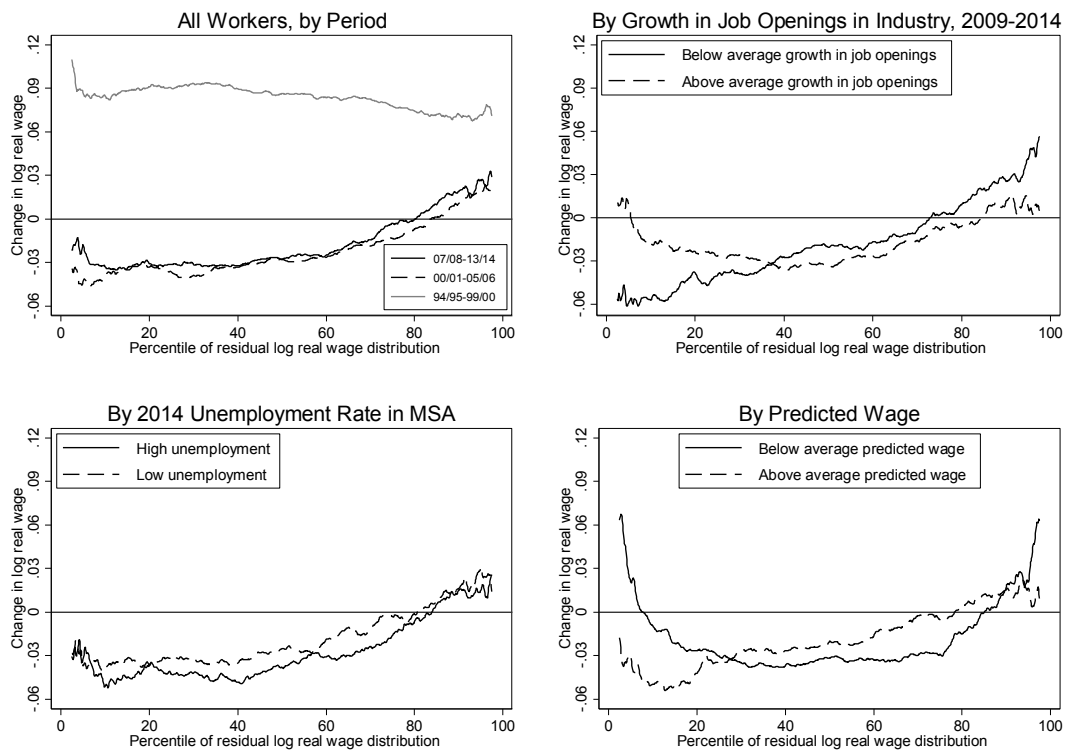 All Workers, by Period
Change in log real wage
.12
.09
.06
.03
0
-.03
-.06
07/08-13/14
00/01-05/06
94/95-99/00
0 20 40 60 80 100
Percentile of residual log real wage distribution
By Growth in Job Openings in Industry, 2009-2014
Below average growth in job openings
Above average growth in job openings
Change in log real wage
.12
.09
.06
.03
0
-.03
-.06
0 20 40 60 80 100
Percentile of residual log real wage distribution
By 2014 Unemployment Rate in MSA
High unemployment
Low unemployment
Change in log real wage
.12
.09
.06
.03
0
-.03
-.06
0 20 40 60 80 100
Percentile of residual log real wage distribution
By Predicted Wage
Below average predicted wage
Above average predicted wage
Change in log real wage
.12
.09
.06
.03
0
-.03
-.06
0 20 40 60 80 100
Percentile of residual log real wage distribution